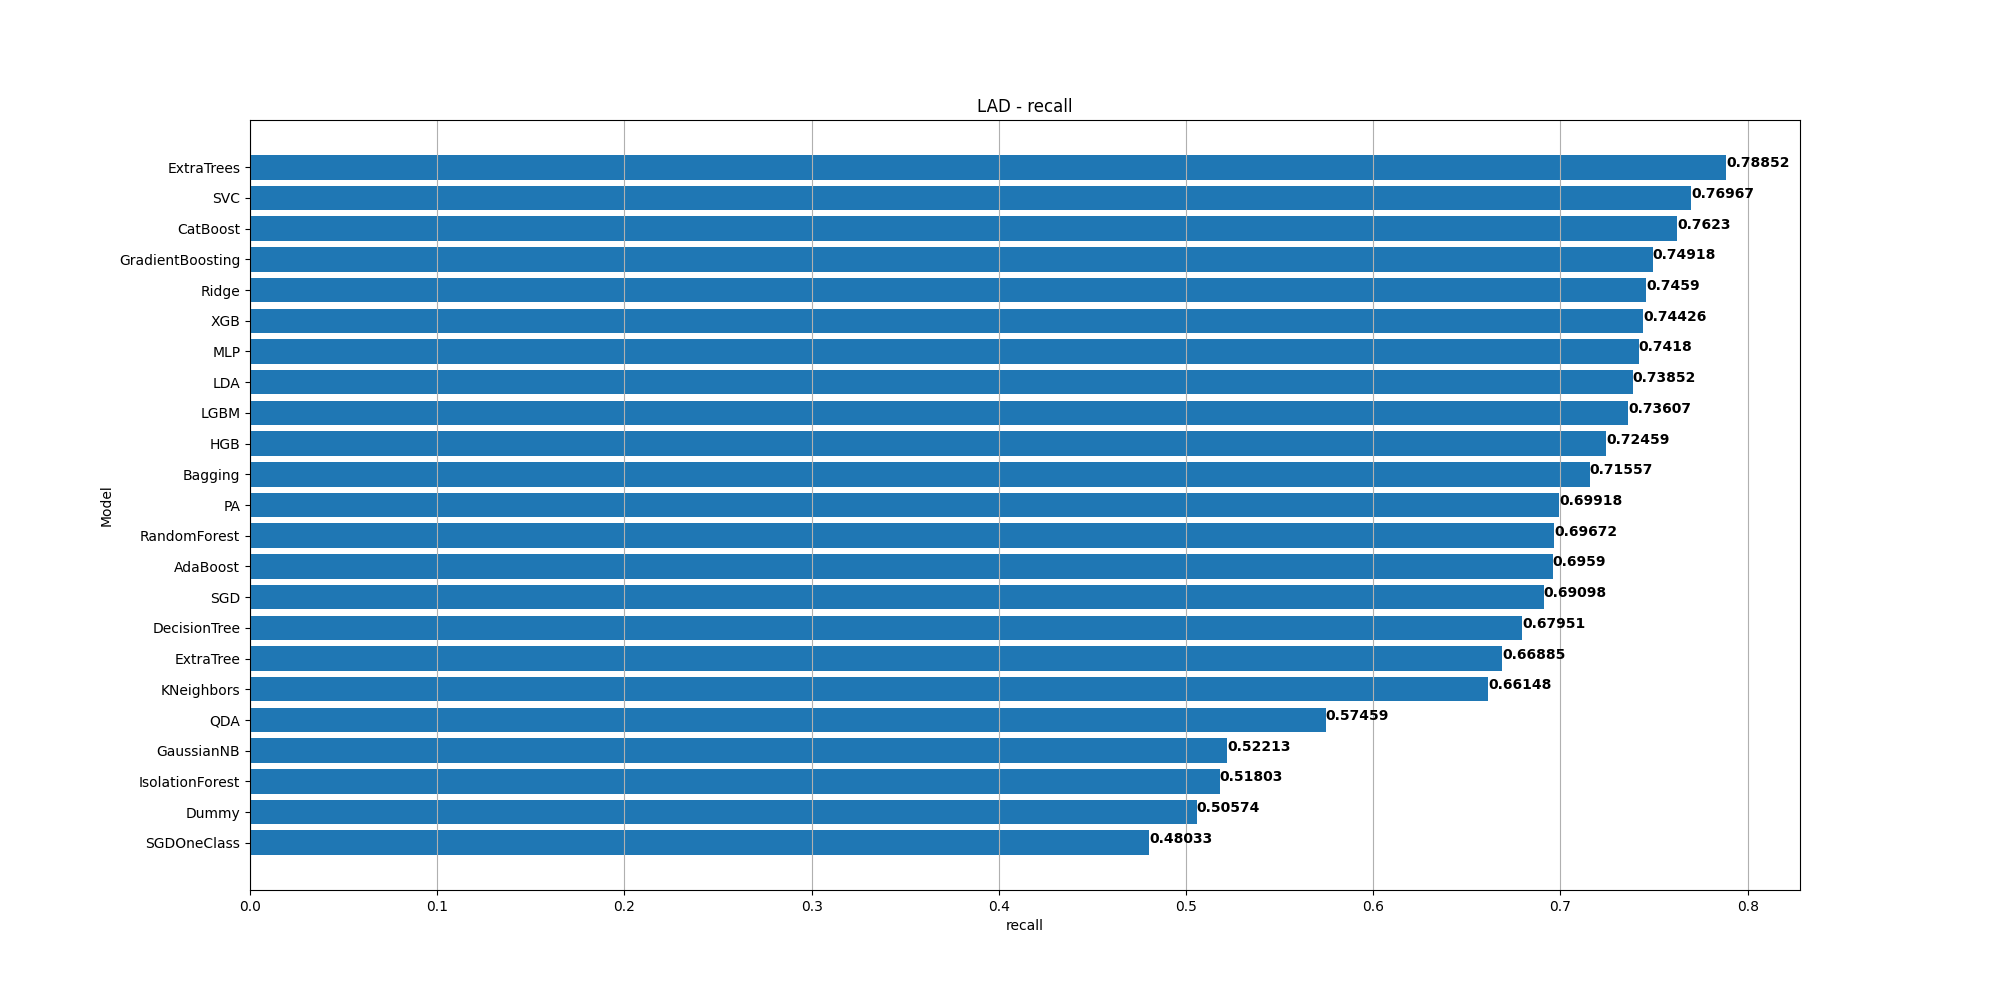 LAD - recall
ExtraTrees 0.78852
SVC 0.76967
CatBoost 0.7623
GradientBoosting 0.74918
Ridge 0.7459
XGB 0.74426
MLP 0.7418
LDA 0.73852
LGBM 0.73607
HGB 0.72459
Bagging 0.71557
PA 0.69918
RandomForest 0.69672
AdaBoost 0.6959
SGD 0.69098
DecisionTree 0.67951
ExtraTree 0.66885
KNeighbors 0.66148
QDA 0.57459
GaussianNB 0.52213
IsolationForest 0.51803
Dummy 0.50574
SGDOneClass 0.48033
Model
0.0 0.1 0.2 0.3 0.4 0.5 0.6 0.7 0.8
recall